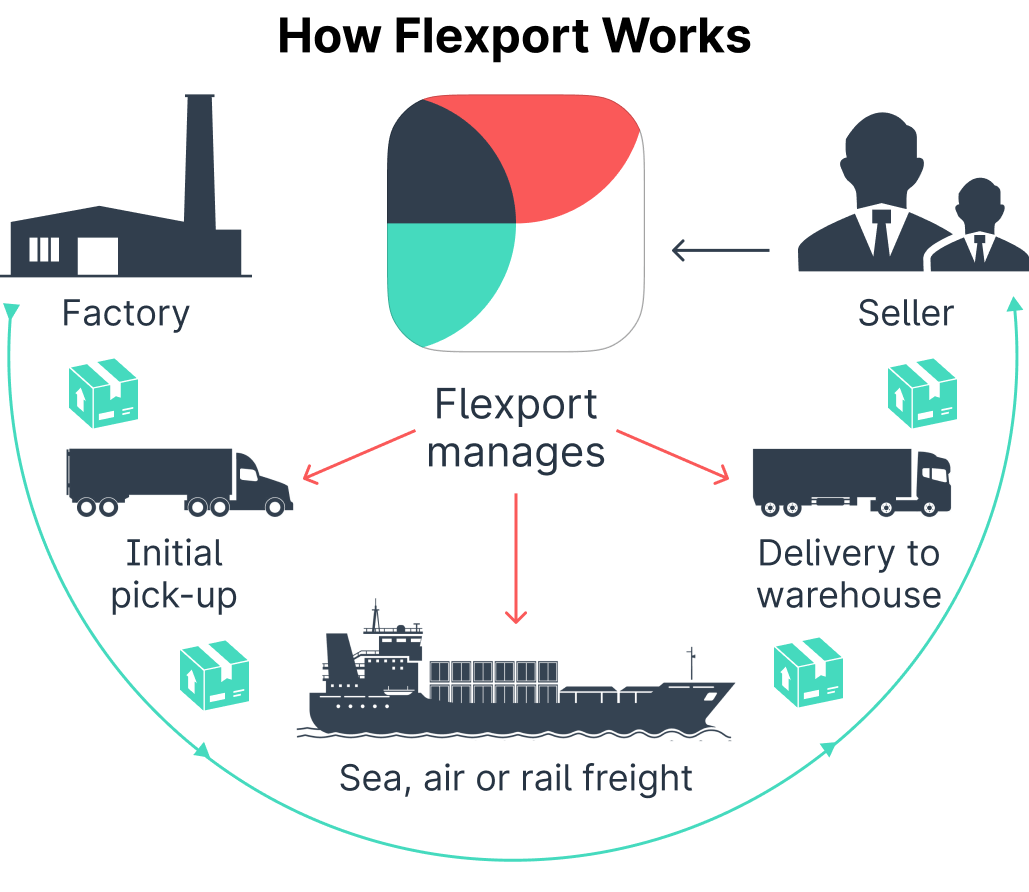 How Flexport Works
Factory
Seller
Flexport
manages
Initial
pick-up
Delivery to
warehouse
Sea, air or rail freight